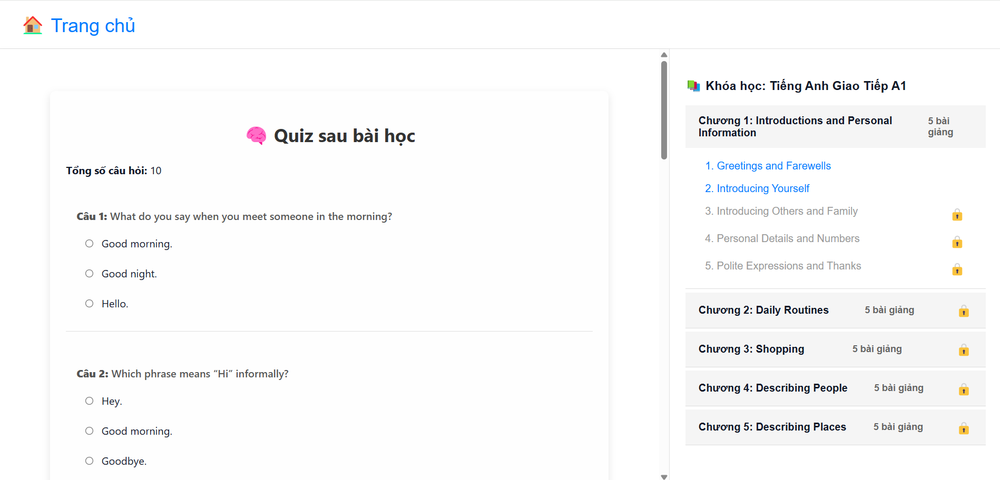 Trang chủ
Quiz sau bài học
Tổng số câu hỏi: 10
Câu 1: What do you say when you meet someone in the morning?
Good morning.
Good night.
Hello.
Câu 2: Which phrase means “Hi” informally?
Hey.
Good morning.
Goodbye.
Khóa học: Tiếng Anh Giao Tiếp A1
Chương 1: Introductions and Personal
Information
5 bài
giảng
1. Greetings and Farewells
2. Introducing Yourself
3. Introducing Others and Family
4. Personal Details and Numbers
5. Polite Expressions and Thanks
Chương 2: Daily Routines 5 bài giảng
Chương 3: Shopping 5 bài giảng
Chương 4: Describing People 5 bài giảng
Chương 5: Describing Places 5 bài giảng